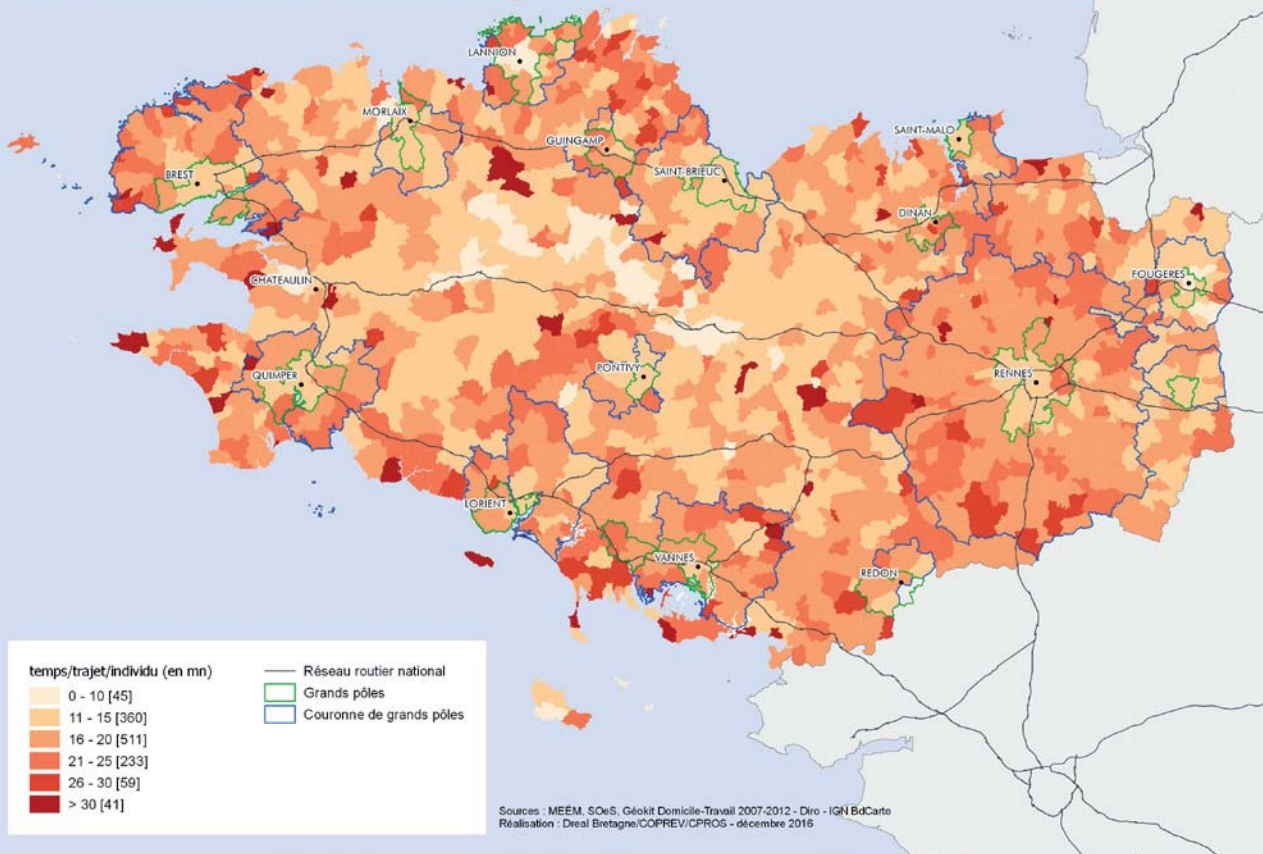 LANNION
MORLAIX
SAINT-MALO
GUINGAMP
BREST
SAINT-BRIEUC
DINAN
CHATEAULIN
FOUGERES
QUIMPER
PONTIVY
RENNES
LORIENT
VANNES
REDON
temps/trajet/individu (en mn)
0 - 10 [45]
11 - 15 [360]
16 - 20 [511]
21 - 25 [233]
26 - 30 [59]
> 30 [41]
Réseau routier national
Grands pôles
Couronne de grands pôles
Sources : MEEM, SOeS, Géokit Domicile-Travail 2007-2012 - Diro - IGN BdCarto
Réalisation : Dreal Bretagne/COPREV/CPROS - décembre 2016